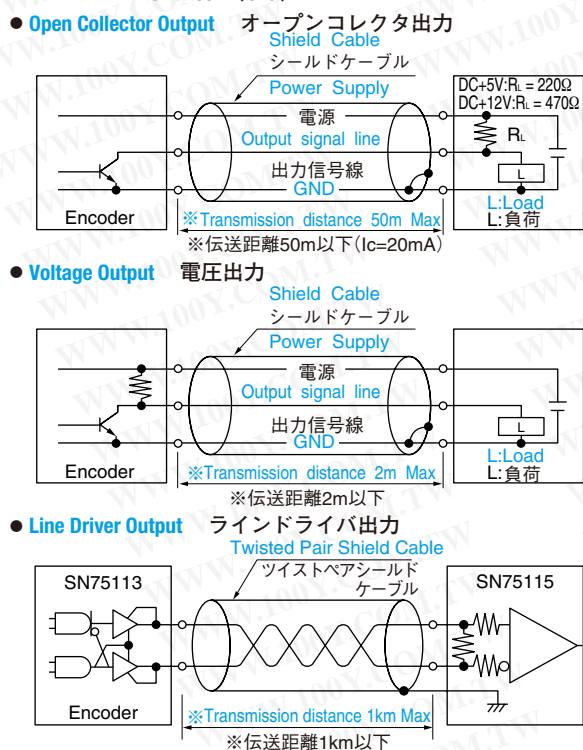 ● Open Collector Output オープンコレクタ出力
Shield Cable
シールドケーブル
Power Supply
電源
Output signal line
出力信号線
GND
DC+5V:RL = 220Ω
DC+12V:RL = 470Ω
RL
L
L:Load
L:負荷
Encoder
※Transmission distance 50m Max
※伝送距離50m以下(Ic=20mA)
● Voltage Output 電圧出力
Shield Cable
シールドケーブル
Power Supply
電源
Output signal line
出力信号線
GND
L
L:Load
L:負荷
Encoder
※Transmission distance 2m Max
※伝送距離2m以下
● Line Driver Output ラインドライバ出力
Twisted Pair Shield Cable
ツイストペアシールド
ケーブル
SN75113
SN75115
Encoder
※Transmission distance 1km Max
※伝送距離1km以下
WWW.100Y.COM.TW